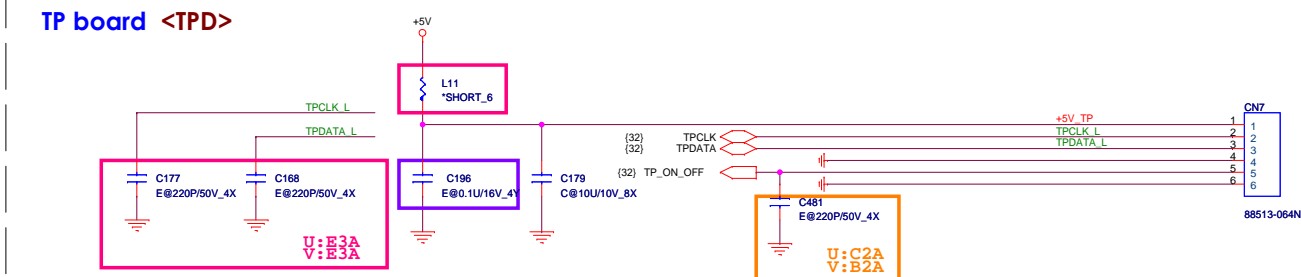 TP board <TPD>
+5V
L11
*SHORT_6
TPCLK_L
TPDATA_L
C177
E@220P/50V_4X
C168
E@220P/50V_4X
U:E3A
V:E3A
C196
E@0.1U/16V_4Y
C179
C@10U/10V_8X
{32} TPCLK
{32} TPDATA
{32} TP_ON_OFF
C481
E@220P/50V_4X
U:C2A
V:B2A
+5V_TP
TPCLK_L
TPDATA_L
CN7
1 1
2 2
3 3
4 4
5 5
6 6
88513-064N